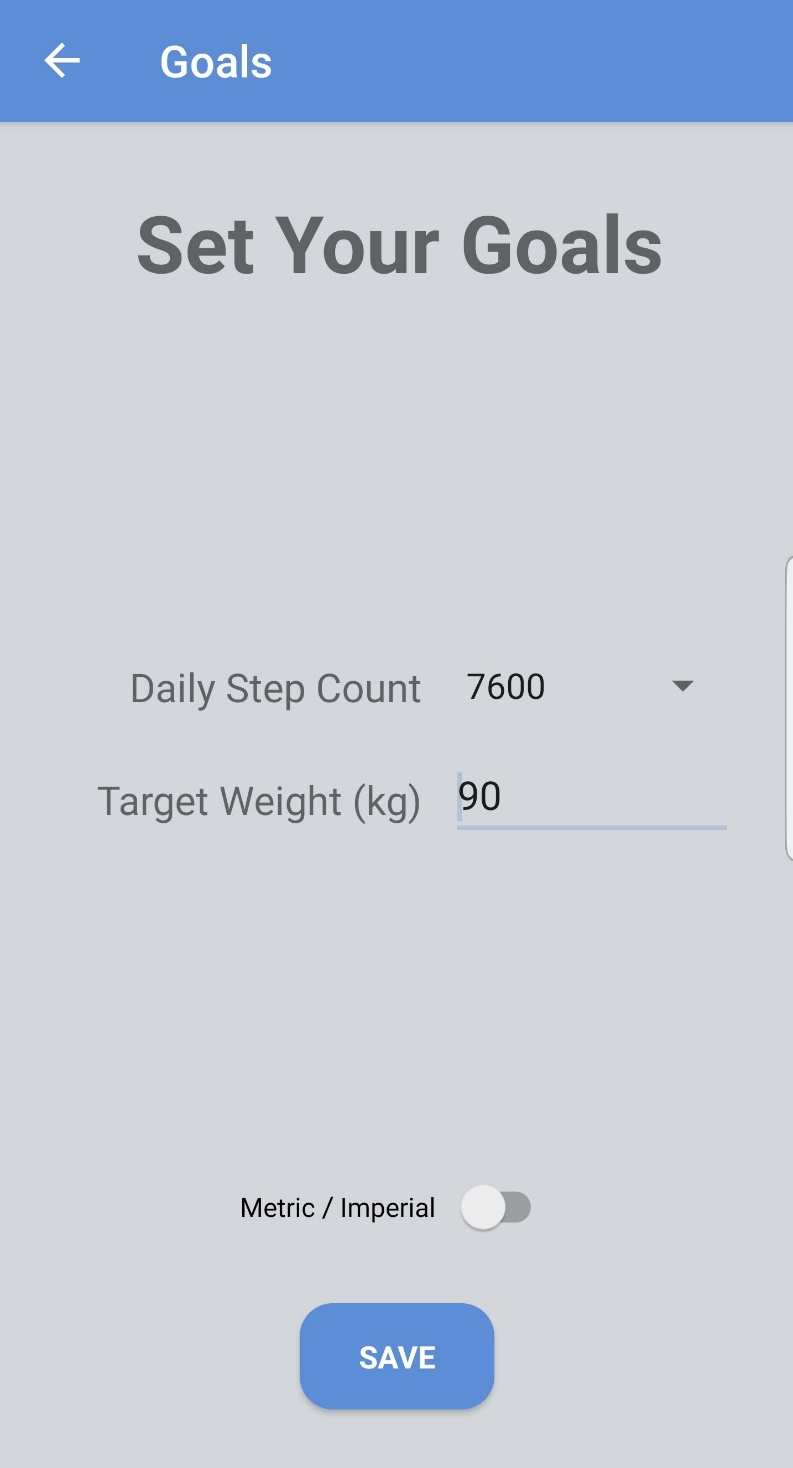 Goals
Set Your Goals
Daily Step Count 7600
Target Weight (kg) 90
Metric / Imperial
SAVE